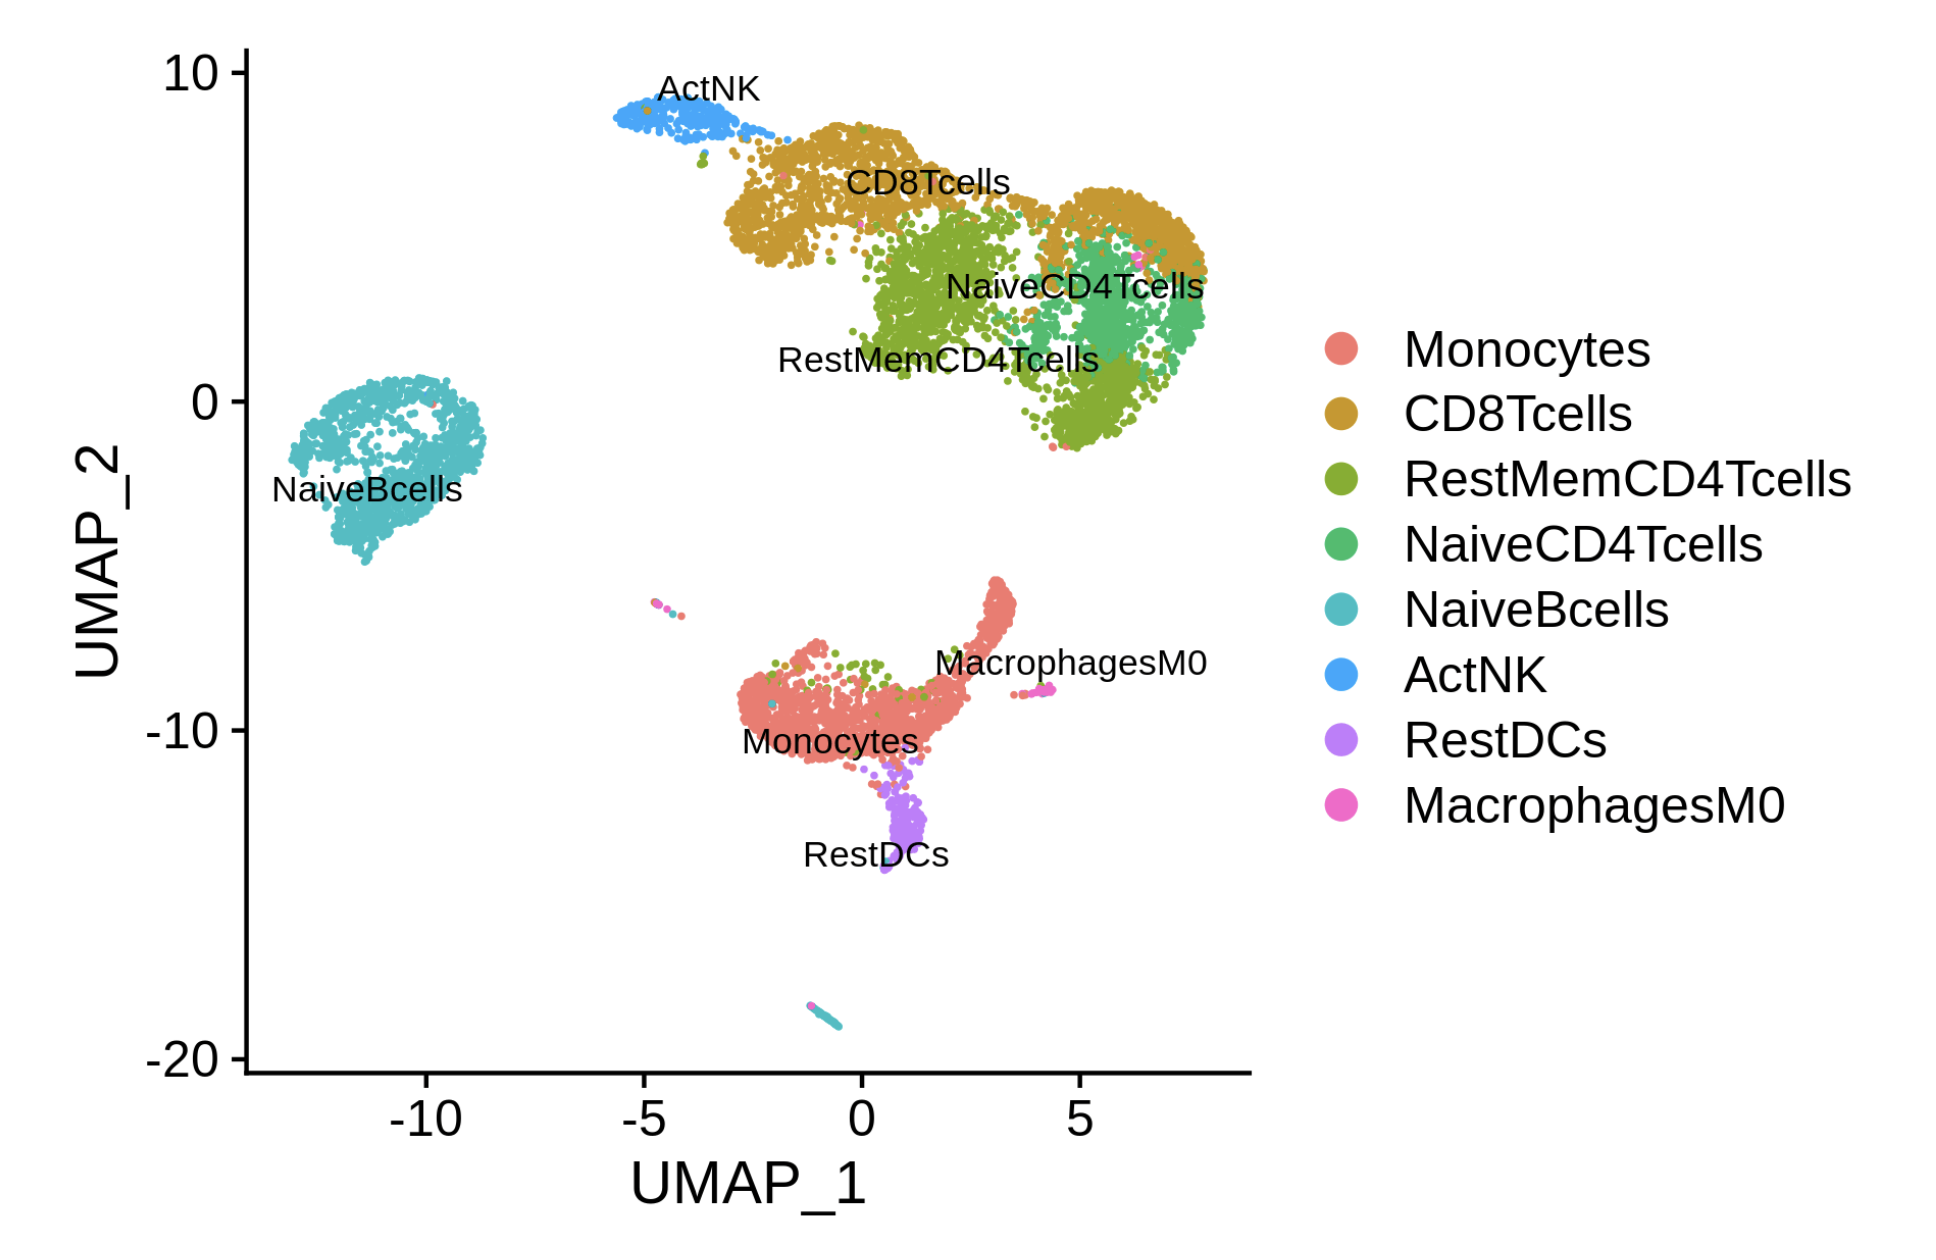 10
0
-10
-20
-10
-5
0
5
UMAP_2
UMAP_1
ActNK
CD8Tcells
NaiveCD4Tcells
RestMemCD4Tcells
NaiveBcells
MacrophagesM0
Monocytes
RestDCs
Monocytes
CD8Tcells
RestMemCD4Tcells
NaiveCD4Tcells
NaiveBcells
ActNK
RestDCs
MacrophagesM0